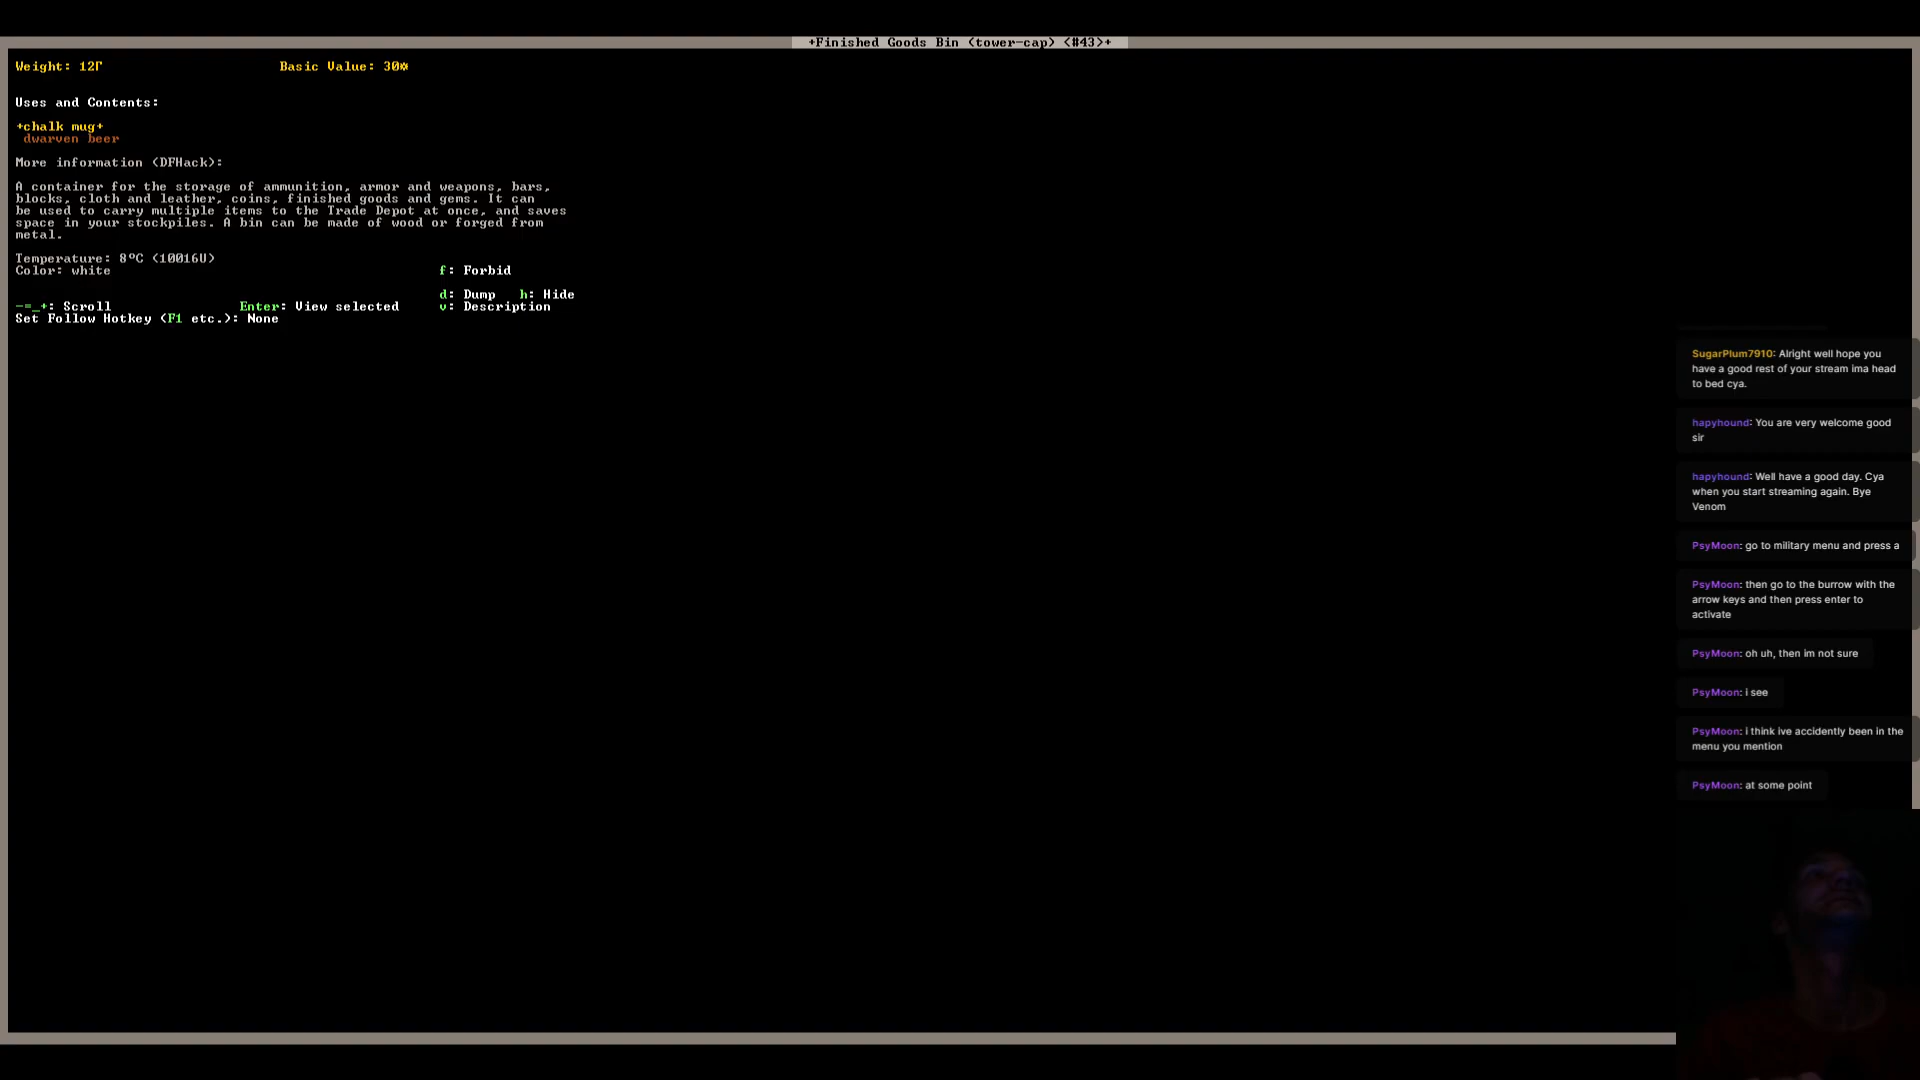 +Finished Goods Bin (tower-cap) <#43>+
Weight: 12Γ Basic Value: 30☼
Uses and Contents:
+chalk mug+
dwarven beer
More information (DFHack):
A container for the storage of ammunition, armor and weapons, bars,
blocks, cloth and leather, coins, finished goods and gems. It can
be used to carry multiple items to the Trade Depot at once, and saves
space in your stockpiles. A bin can be made of wood or forged from
metal.
Temperature: 8°C (10016U)
Color: white f: Forbid
d: Dump h: Hide
-=_+: Scroll Enter: View selected v: Description
Set Follow Hotkey (F1 etc.): None
SugarPlum7910: Alright well hope you
have a good rest of your stream ima head
to bed cya.
hapyhound: You are very welcome good
sir
hapyhound: Well have a good day. Cya
when you start streaming again. Bye
Venom
PsyMoon: go to military menu and press a
PsyMoon: then go to the burrow with the
arrow keys and then press enter to
activate
PsyMoon: oh uh, then im not sure
PsyMoon: i see
PsyMoon: i think ive accidently been in the
menu you mention
PsyMoon: at some point